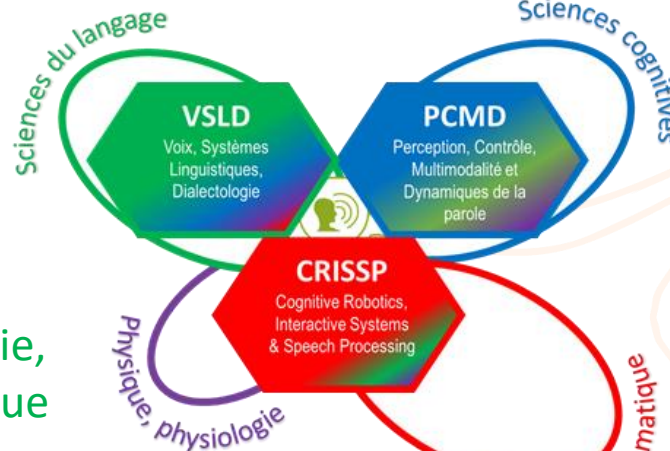 Sciences du langage
Sciences cognitives
VSLD
Voix, Systèmes
Linguistiques,
Dialectologie
PCMD
Perception, Contrôle,
Multimodalité et
Dynamiques de la
parole
CRISSP
Cognitive Robotics,
Interactive Systems
& Speech Processing
Physique, physiologie
ie,
ue
matique